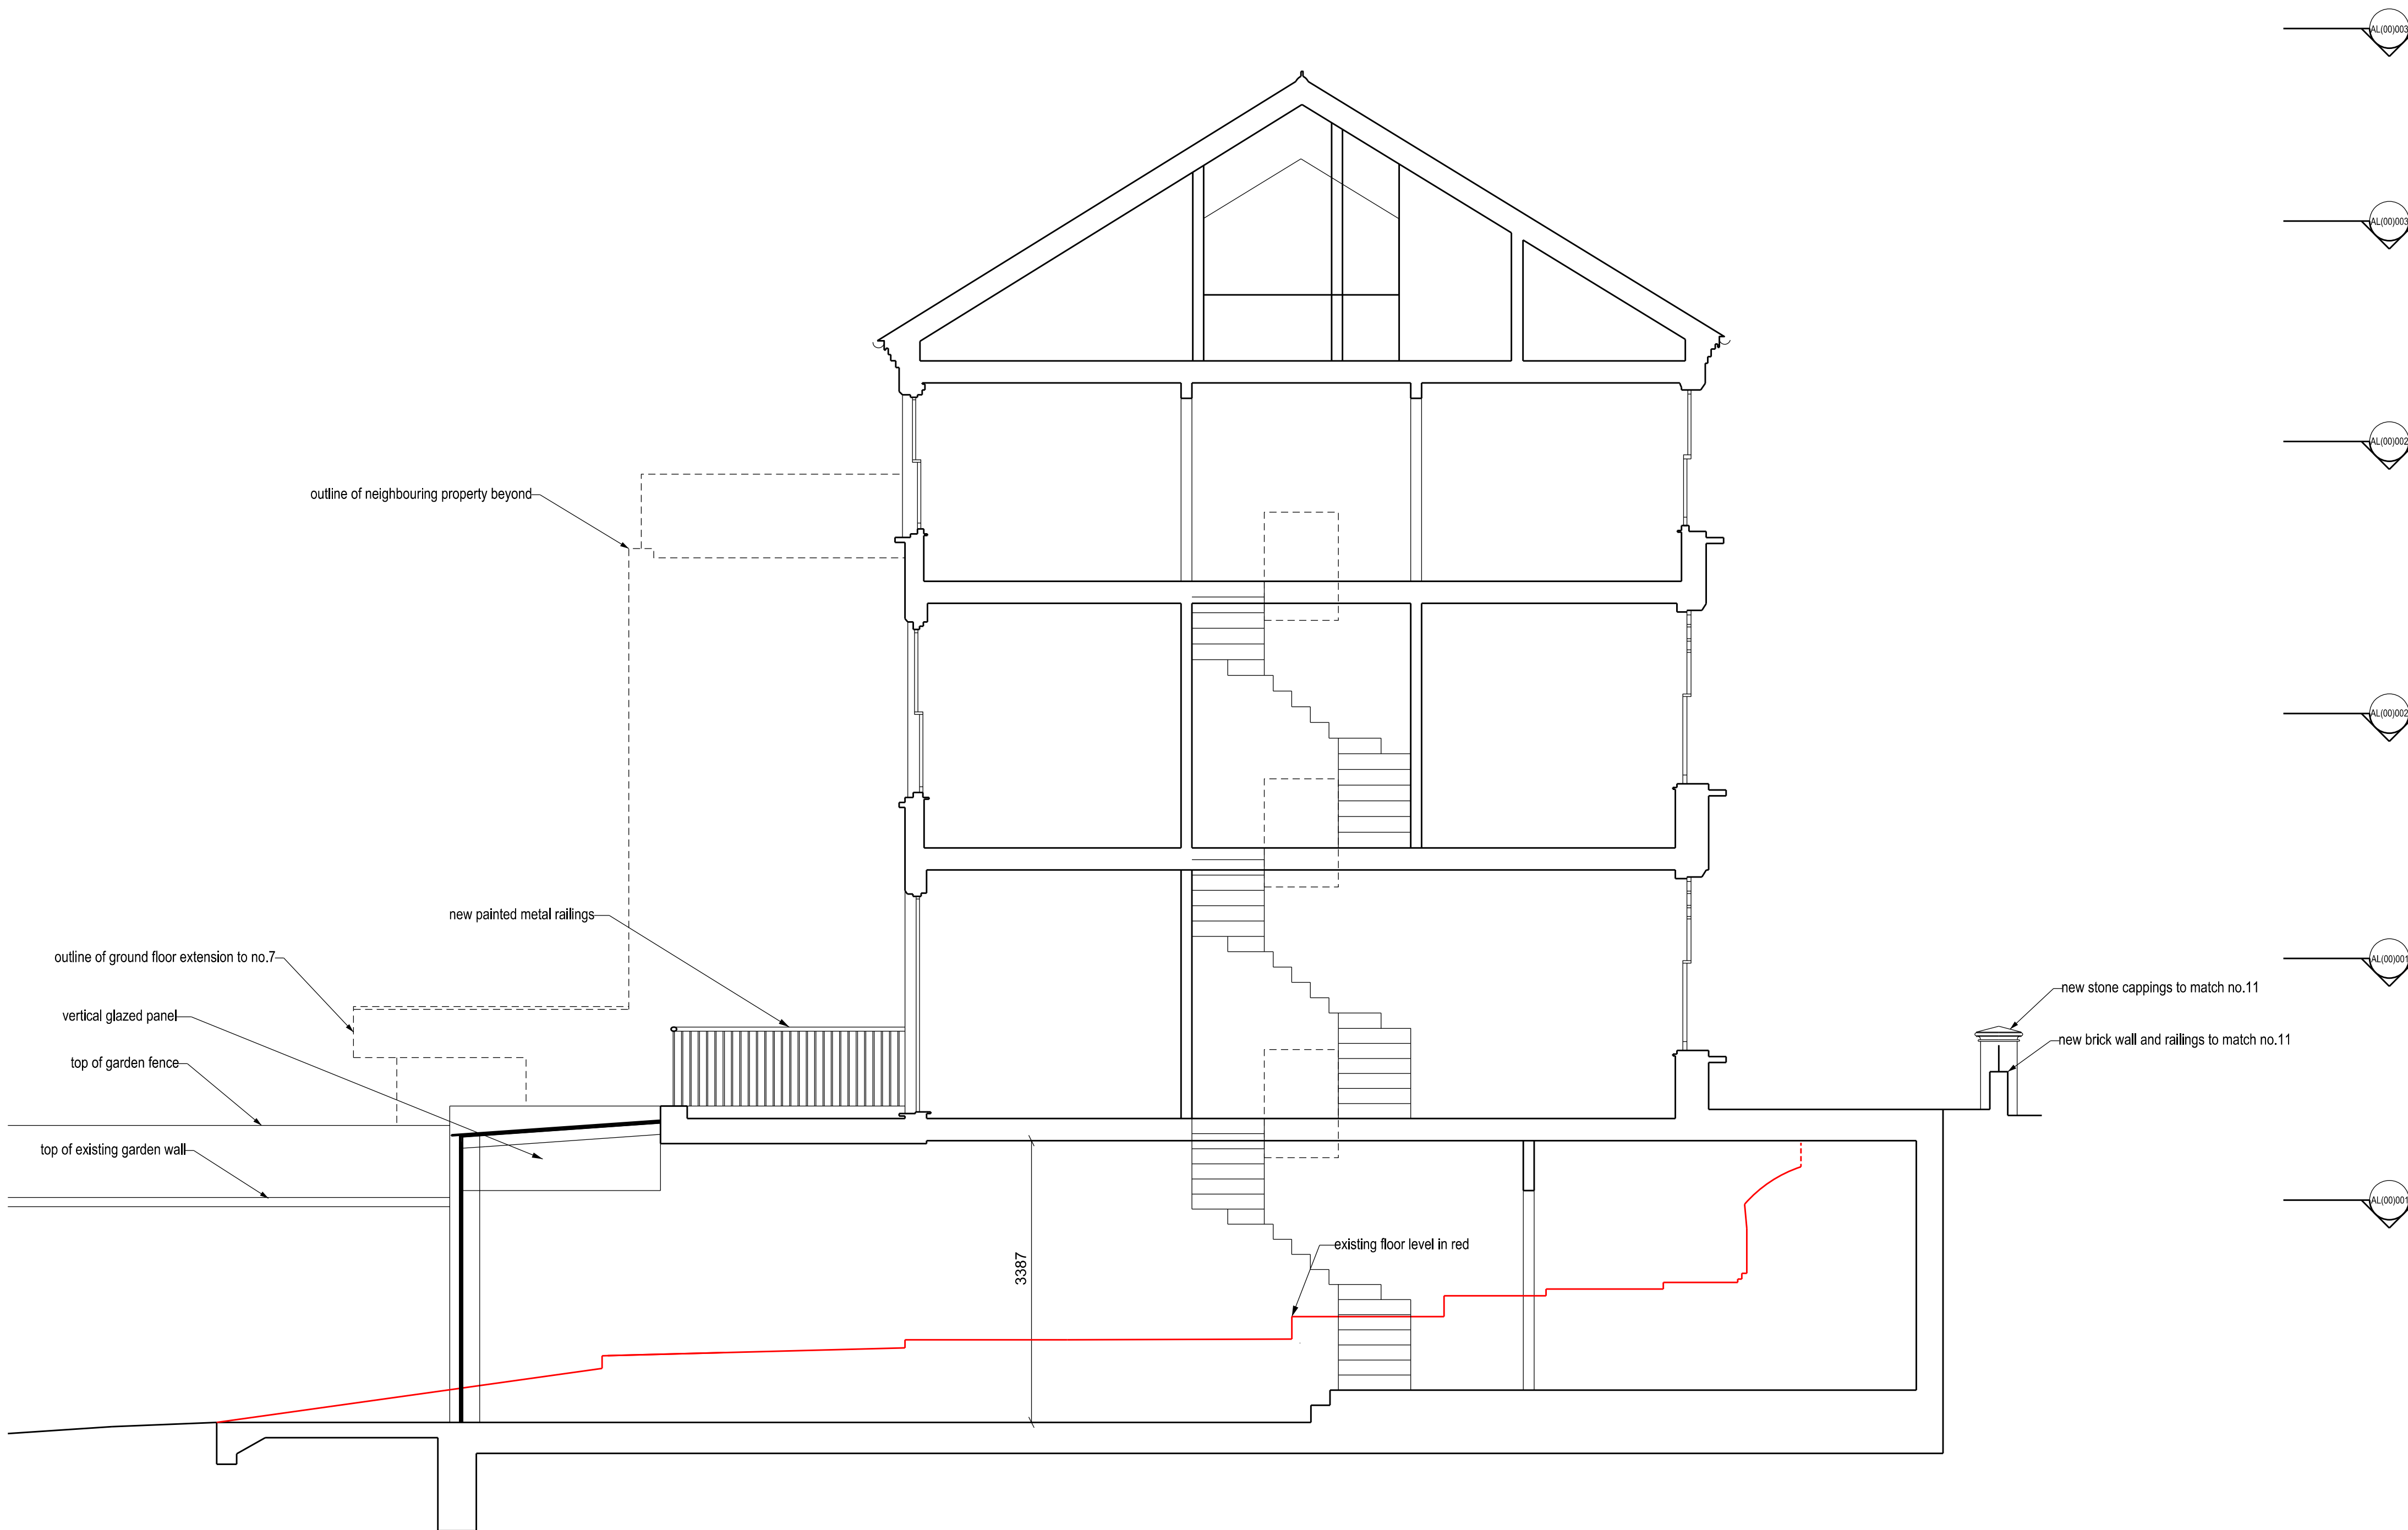 AL(00)003
AL(00)003
AL(00)002
outline of neighbouring property beyond
AL(00)002
new painted metal railings
outline of ground floor extension to no.7
AL(00)001
new stone cappings to match no.11
vertical glazed panel
new brick wall and railings to match no.11
top of garden fence
top of existing garden wall
AL(00)001
existing floor level in red
3387